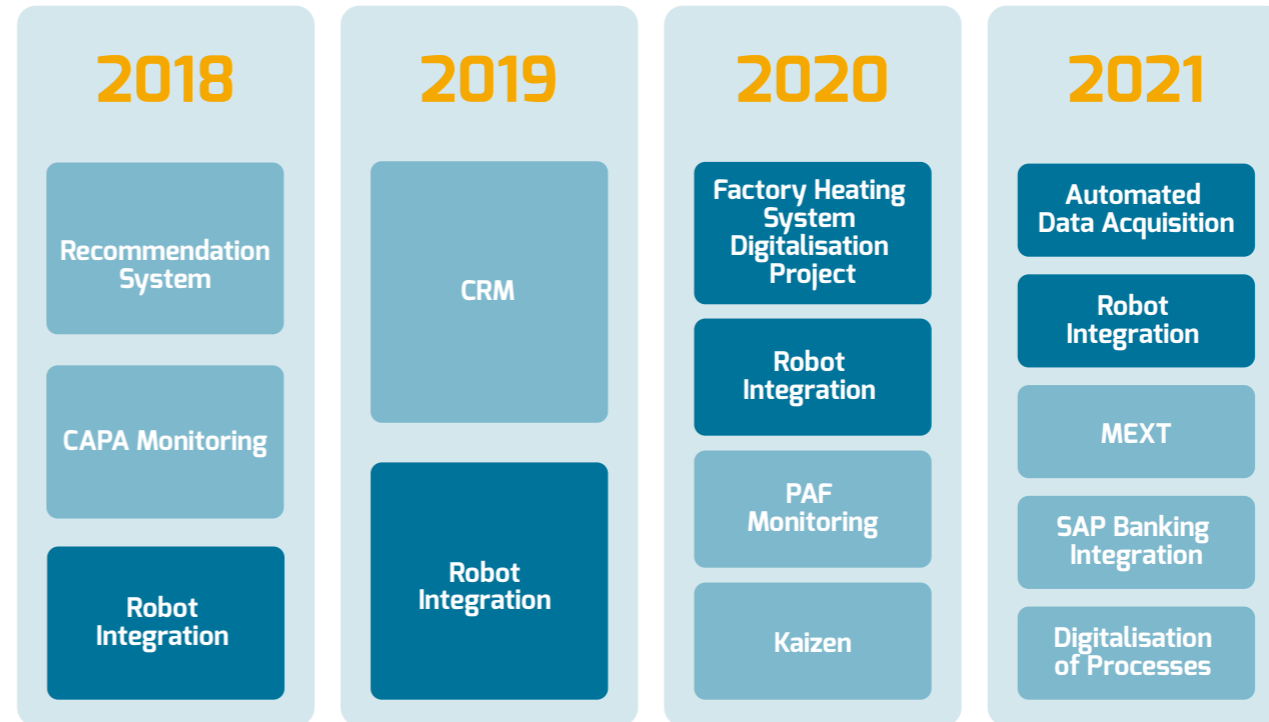 2018
Recommendation
System
CAPA Monitoring
Robot
Integration
2019
CRM
Robot
Integration
2020
Factory Heating
System
Digitalisation
Project
Robot
Integration
PAF
Monitoring
Kaizen
2021
Automated
Data Acquisition
Robot
Integration
MEXT
SAP Banking
Integration
Digitalisation
of Processes